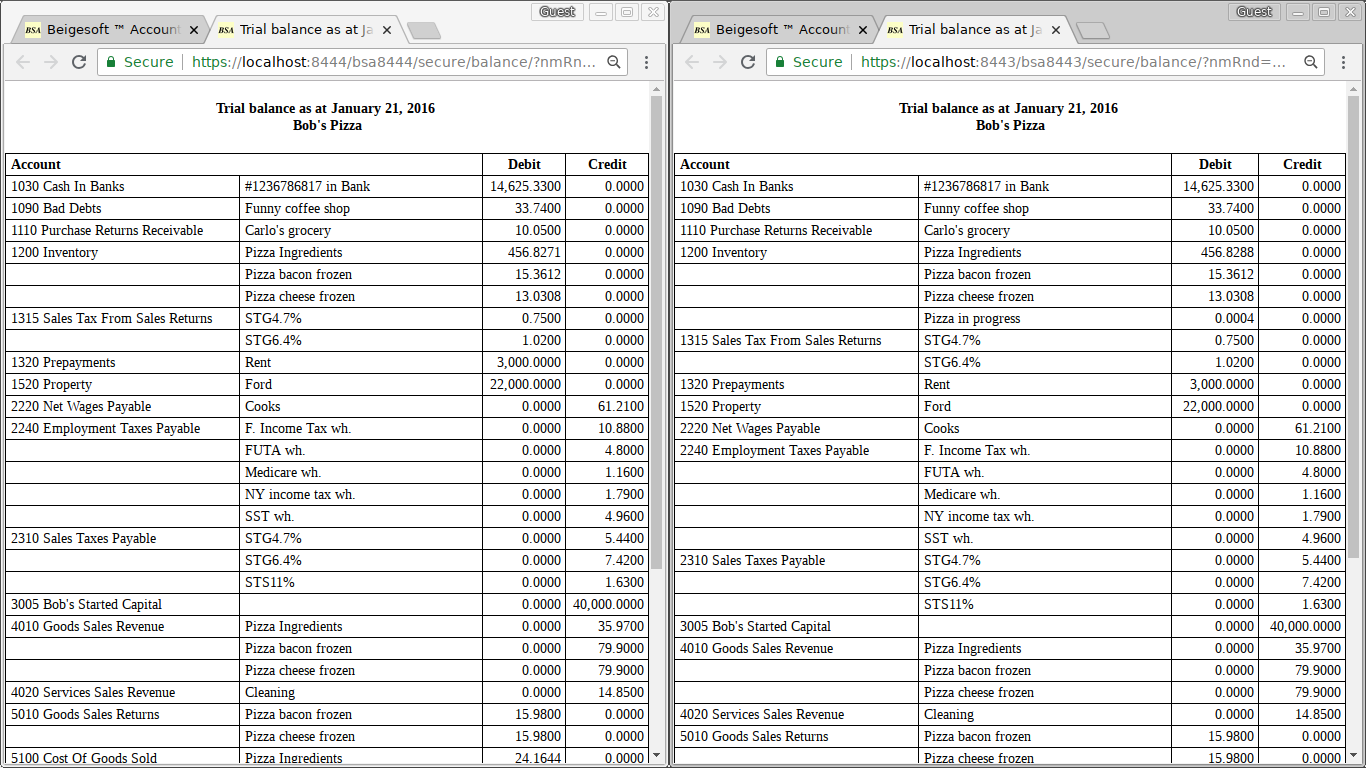 Guest
BSA Beigesoft ™ Account
BSA Trial balance as at Ja
Secure https://localhost:8444/bsa8444/secure/balance/?nmRn...
Trial balance as at January 21, 2016
Bob's Pizza
Account Debit Credit
1030 Cash In Banks #1236786817 in Bank 14,625.3300 0.0000
1090 Bad Debts Funny coffee shop 33.7400 0.0000
1110 Purchase Returns Receivable Carlo's grocery 10.0500 0.0000
1200 Inventory Pizza Ingredients 456.8271 0.0000
Pizza bacon frozen 15.3612 0.0000
Pizza cheese frozen 13.0308 0.0000
1315 Sales Tax From Sales Returns STG4.7% 0.7500 0.0000
STG6.4% 1.0200 0.0000
1320 Prepayments Rent 3,000.0000 0.0000
1520 Property Ford 22,000.0000 0.0000
2220 Net Wages Payable Cooks 0.0000 61.2100
2240 Employment Taxes Payable F. Income Tax wh. 0.0000 10.8800
FUTA wh. 0.0000 4.8000
Medicare wh. 0.0000 1.1600
NY income tax wh. 0.0000 1.7900
SST wh. 0.0000 4.9600
2310 Sales Taxes Payable STG4.7% 0.0000 5.4400
STG6.4% 0.0000 7.4200
STS11% 0.0000 1.6300
3005 Bob's Started Capital 0.0000 40,000.0000
4010 Goods Sales Revenue Pizza Ingredients 0.0000 35.9700
Pizza bacon frozen 0.0000 79.9000
Pizza cheese frozen 0.0000 79.9000
4020 Services Sales Revenue Cleaning 0.0000 14.8500
5010 Goods Sales Returns Pizza bacon frozen 15.9800 0.0000
Pizza cheese frozen 15.9800 0.0000
5100 Cost Of Goods Sold Pizza Ingredients 24.1644 0.0000
Guest
BSA Beigesoft ™ Account
BSA Trial balance as at Ja
Secure https://localhost:8443/bsa8443/secure/balance/?nmRnd=...
Trial balance as at January 21, 2016
Bob's Pizza
Account Debit Credit
1030 Cash In Banks #1236786817 in Bank 14,625.3300 0.0000
1090 Bad Debts Funny coffee shop 33.7400 0.0000
1110 Purchase Returns Receivable Carlo's grocery 10.0500 0.0000
1200 Inventory Pizza Ingredients 456.8288 0.0000
Pizza bacon frozen 15.3612 0.0000
Pizza cheese frozen 13.0308 0.0000
Pizza in progress 0.0004 0.0000
1315 Sales Tax From Sales Returns STG4.7% 0.7500 0.0000
STG6.4% 1.0200 0.0000
1320 Prepayments Rent 3,000.0000 0.0000
1520 Property Ford 22,000.0000 0.0000
2220 Net Wages Payable Cooks 0.0000 61.2100
2240 Employment Taxes Payable F. Income Tax wh. 0.0000 10.8800
FUTA wh. 0.0000 4.8000
Medicare wh. 0.0000 1.1600
NY income tax wh. 0.0000 1.7900
SST wh. 0.0000 4.9600
2310 Sales Taxes Payable STG4.7% 0.0000 5.4400
STG6.4% 0.0000 7.4200
STS11% 0.0000 1.6300
3005 Bob's Started Capital 0.0000 40,000.0000
4010 Goods Sales Revenue Pizza Ingredients 0.0000 35.9700
Pizza bacon frozen 0.0000 79.9000
Pizza cheese frozen 0.0000 79.9000
4020 Services Sales Revenue Cleaning 0.0000 14.8500
5010 Goods Sales Returns Pizza bacon frozen 15.9800 0.0000
Pizza cheese frozen 15.9800 0.0000